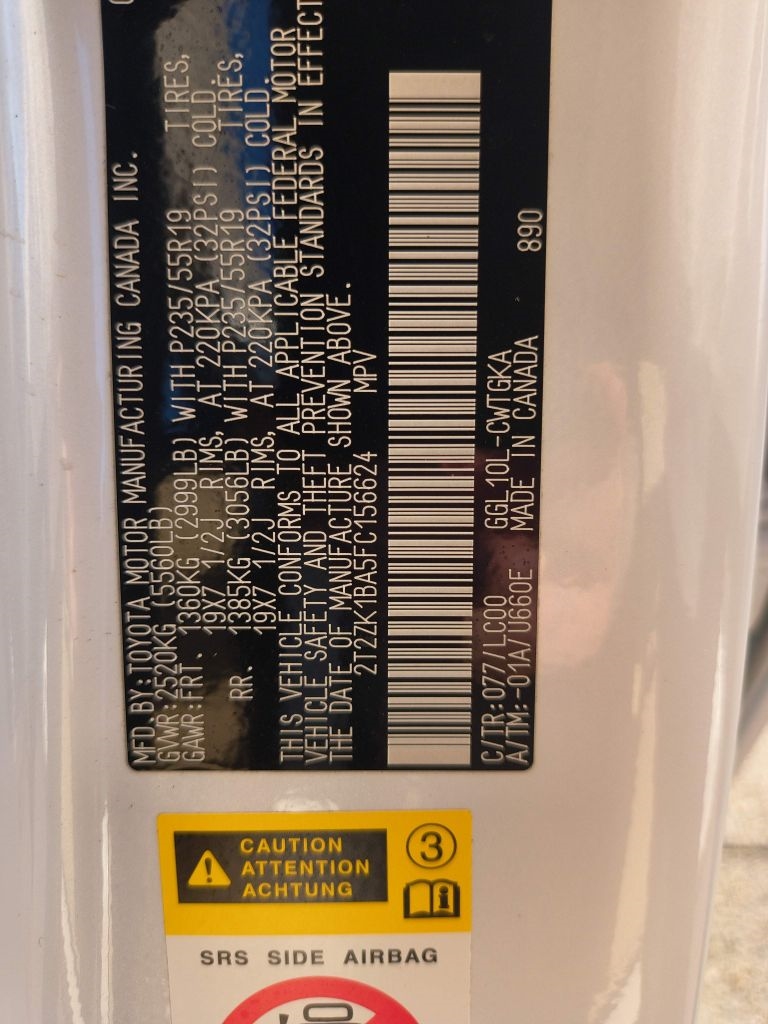 MFD. BY: TOYOTA MOTOR MANUFACTURING CANADA INC.
GVWR: 2520KG (5560LB)
GAWR: FRT. 1360KG (2999LB) WITH P235/55R19 TIRES,
19X7 1/2J RIMS, AT 220KPA (32PSI) COLD.
RR. 1385KG (3056LB) WITH P235/55R19 TIRES,
19X7 1/2J RIMS, AT 220KPA (32PSI) COLD.
THIS VEHICLE CONFORMS TO ALL APPLICABLE FEDERAL MOTOR
VEHICLE SAFETY AND THEFT PREVENTION STANDARDS IN EFFECT
THE DATE OF MANUFACTURE SHOWN ABOVE.
2T2ZK1BA5FC156624 MPV
C/TR: 077/LC00 GGL10L-CWTGKA
A/TM: -01A/U660E MADE IN CANADA 890
CAUTION
ATTENTION
ACHTUNG
3
SRS SIDE AIRBAG